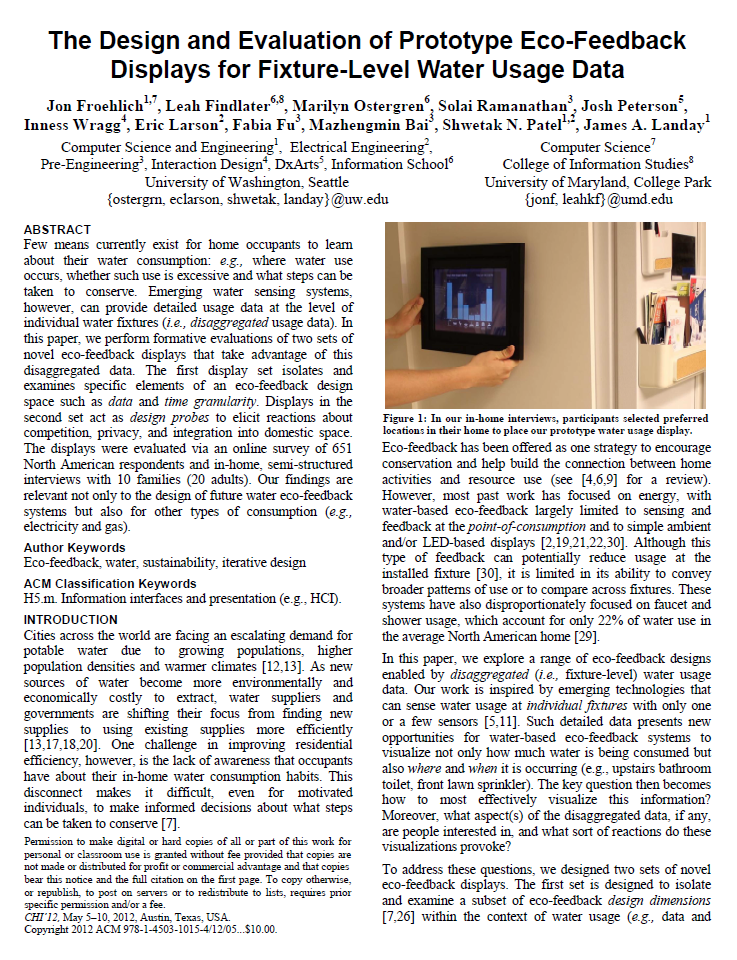 The Design and Evaluation of Prototype Eco-Feedback
Displays for Fixture-Level Water Usage Data
Jon Froehlich1,7, Leah Findlater6,8, Marilyn Ostergren6, Solai Ramanathan3, Josh Peterson5,
Inness Wragg4, Eric Larson2, Fabia Fu3, Mazhengmin Bai3, Shwetak N. Patel1,2, James A. Landay1
Computer Science and Engineering1, Electrical Engineering2,
Pre-Engineering3, Interaction Design4, DxArts5, Information School6
University of Washington, Seattle
{ostergrn, eclarson, shwetak, landay}@uw.edu
Computer Science7
College of Information Studies8
University of Maryland, College Park
{jonf, leahkf}@umd.edu
ABSTRACT
Few means currently exist for home occupants to learn
about their water consumption: e.g., where water use
occurs, whether such use is excessive and what steps can be
taken to conserve. Emerging water sensing systems,
however, can provide detailed usage data at the level of
individual water fixtures (i.e., disaggregated usage data). In
this paper, we perform formative evaluations of two sets of
novel eco-feedback displays that take advantage of this
disaggregated data. The first display set isolates and
examines specific elements of an eco-feedback design
space such as data and time granularity. Displays in the
second set act as design probes to elicit reactions about
competition, privacy, and integration into domestic space.
The displays were evaluated via an online survey of 651
North American respondents and in-home, semi-structured
interviews with 10 families (20 adults). Our findings are
relevant not only to the design of future water eco-feedback
systems but also for other types of consumption (e.g.,
electricity and gas).
Author Keywords
Eco-feedback, water, sustainability, iterative design
ACM Classification Keywords
H5.m. Information interfaces and presentation (e.g., HCI).
INTRODUCTION
Cities across the world are facing an escalating demand for
potable water due to growing populations, higher
population densities and warmer climates [12,13]. As new
sources of water become more environmentally and
economically costly to extract, water suppliers and
governments are shifting their focus from finding new
supplies to using existing supplies more efficiently
[13,17,18,20]. One challenge in improving residential
efficiency, however, is the lack of awareness that occupants
have about their in-home water consumption habits. This
disconnect makes it difficult, even for motivated
individuals, to make informed decisions about what steps
can be taken to conserve [7].
Permission to make digital or hard copies of all or part of this work for
personal or classroom use is granted without fee provided that copies are
not made or distributed for profit or commercial advantage and that copies
bear this notice and the full citation on the first page. To copy otherwise,
or republish, to post on servers or to redistribute to lists, requires prior
specific permission and/or a fee.
CHI'12, May 5–10, 2012, Austin, Texas, USA.
Copyright 2012 ACM 978-1-4503-1015-4/12/05...$10.00.
Figure 1: In our in-home interviews, participants selected preferred
locations in their home to place our prototype water usage display.
Eco-feedback has been offered as one strategy to encourage
conservation and help build the connection between home
activities and resource use (see [4,6,9] for a review).
However, most past work has focused on energy, with
water-based eco-feedback largely limited to sensing and
feedback at the point-of-consumption and to simple ambient
and/or LED-based displays [2,19,21,22,30]. Although this
type of feedback can potentially reduce usage at the
installed fixture [30], it is limited in its ability to convey
broader patterns of use or to compare across fixtures. These
systems have also disproportionately focused on faucet and
shower usage, which account for only 22% of water use in
the average North American home [29].
In this paper, we explore a range of eco-feedback designs
enabled by disaggregated (i.e., fixture-level) water usage
data. Our work is inspired by emerging technologies that
can sense water usage at individual fixtures with only one
or a few sensors [5,11]. Such detailed data presents new
opportunities for water-based eco-feedback systems to
visualize not only how much water is being consumed but
also where and when it is occurring (e.g., upstairs bathroom
toilet, front lawn sprinkler). The key question then becomes
how to most effectively visualize this information?
Moreover, what aspect(s) of the disaggregated data, if any,
are people interested in, and what sort of reactions do these
visualizations provoke?
To address these questions, we designed two sets of novel
eco-feedback displays. The first set is designed to isolate
and examine a subset of eco-feedback design dimensions
[7,26] within the context of water usage (e.g., data and